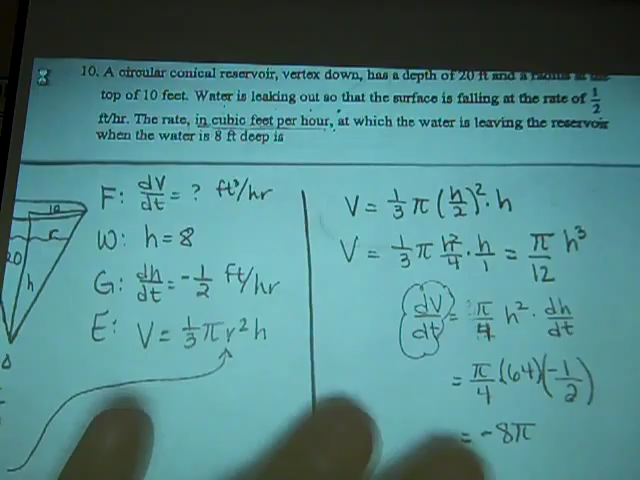 10. A circular conical reservoir, vertex down, has a depth of 20 ft and a radius
top of 10 feet. Water is leaking out so that the surface is falling at the rate of 1/2
ft/hr. The rate, in cubic feet per hour, at which the water is leaving the reservoir
when the water is 8 ft deep is
10
r
20
h
F: dV/dt = ? ft³/hr
W: h = 8
G: dh/dt = -1/2 ft/hr
E: V = 1/3 πr²h
V = 1/3 π (h/2)² · h
V = 1/3 π h²/4 · h/1 = π/12 h³
dV/dt = π/4 h² · dh/dt
= π/4 (64)(-1/2)
= -8π